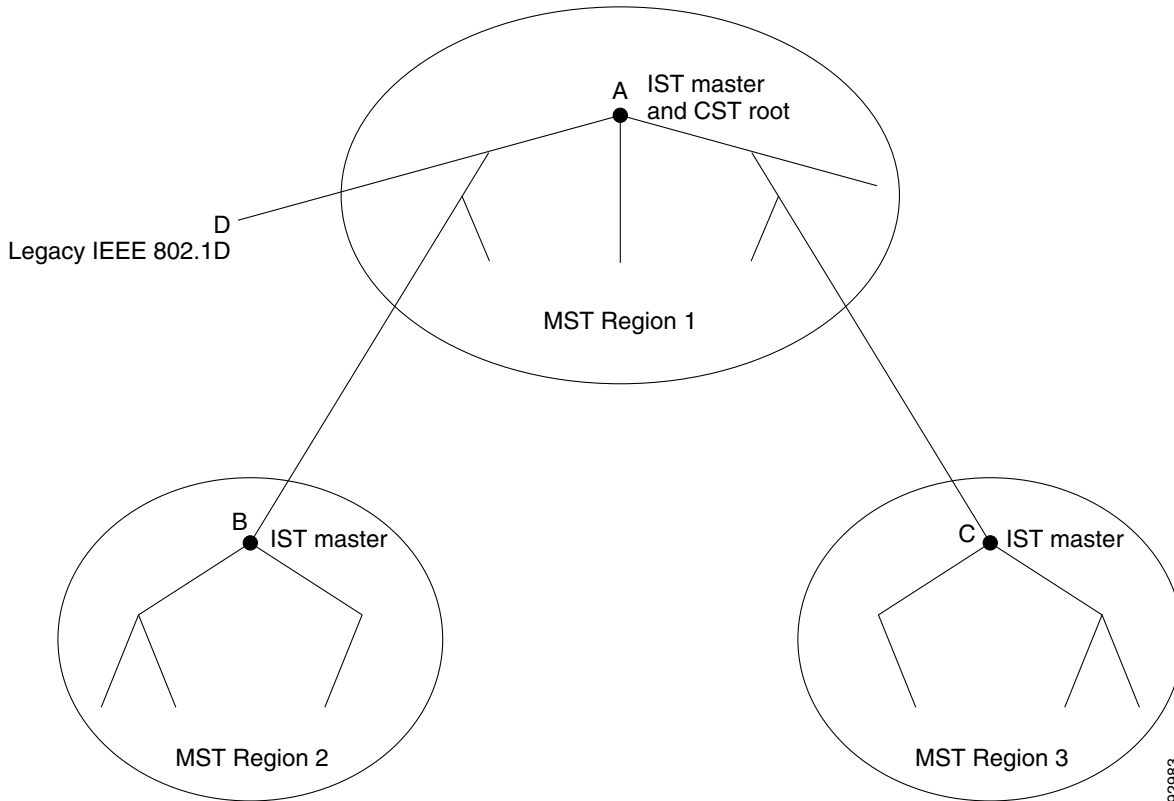 A
IST master
and CST root
D
Legacy IEEE 802.1D
MST Region 1
B
IST master
C
IST master
MST Region 2
MST Region 3
92983